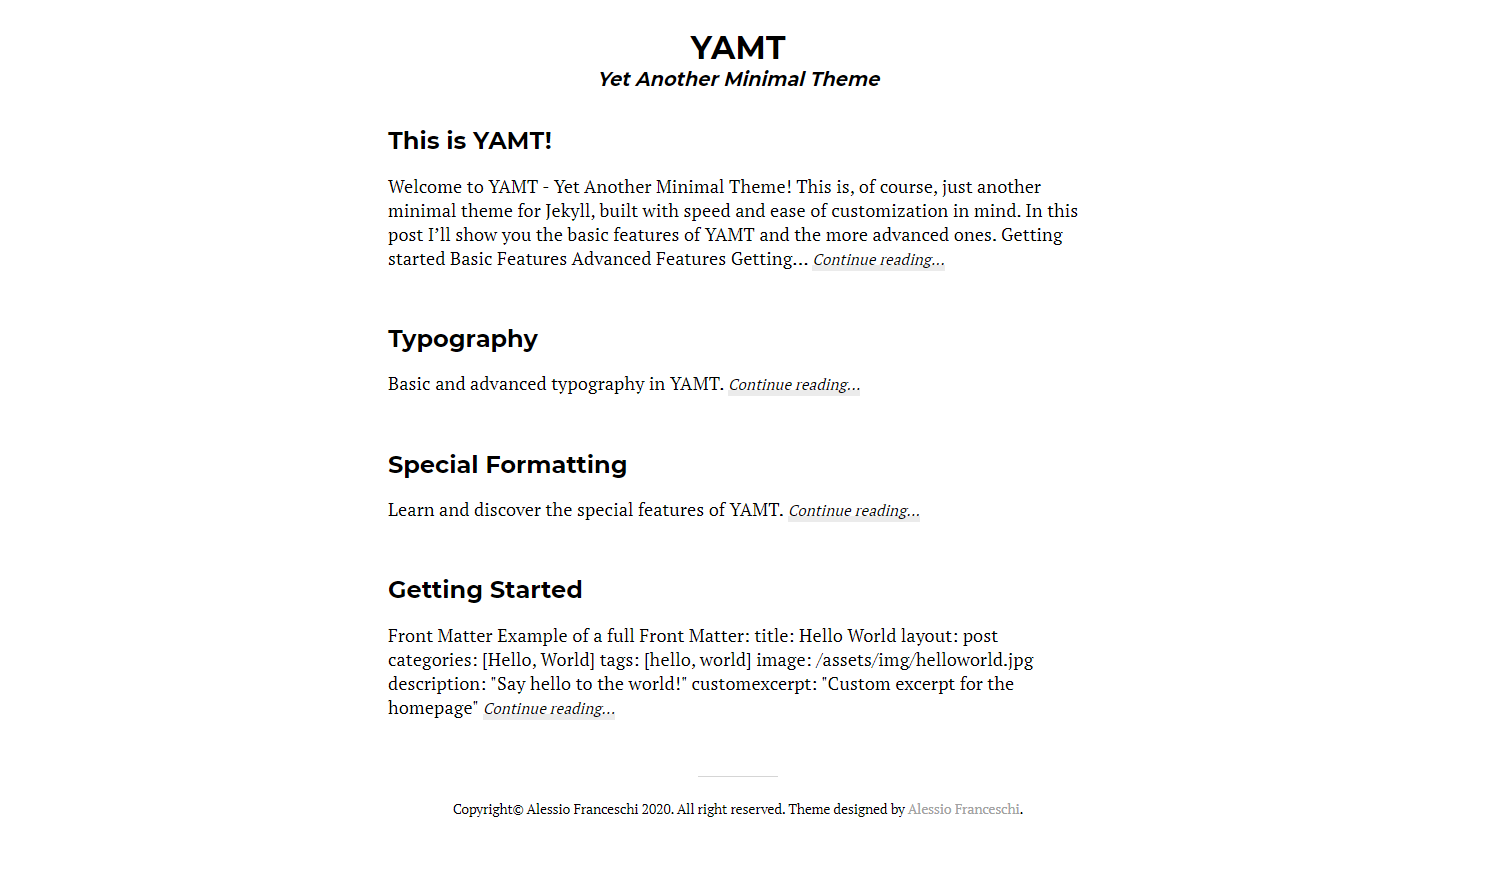 YAMT
Yet Another Minimal Theme
This is YAMT!
Welcome to YAMT - Yet Another Minimal Theme! This is, of course, just another
minimal theme for Jekyll, built with speed and ease of customization in mind. In this
post I’ll show you the basic features of YAMT and the more advanced ones. Getting
started Basic Features Advanced Features Getting... Continue reading...
Typography
Basic and advanced typography in YAMT. Continue reading...
Special Formatting
Learn and discover the special features of YAMT. Continue reading...
Getting Started
Front Matter Example of a full Front Matter: title: Hello World layout: post
categories: [Hello, World] tags: [hello, world] image: /assets/img/helloworld.jpg
description: "Say hello to the world!" customexcerpt: "Custom excerpt for the
homepage" Continue reading...
Copyright© Alessio Franceschi 2020. All right reserved. Theme designed by Alessio Franceschi.